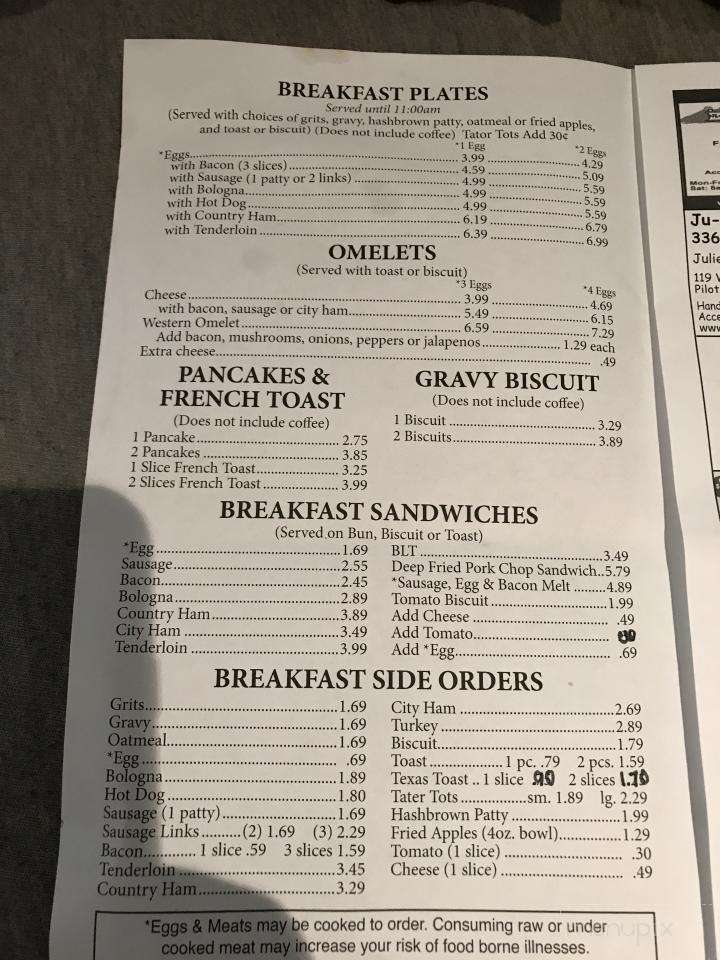 BREAKFAST PLATES
Served until 11:00am
(Served with choices of grits, gravy, hashbrown patty, oatmeal or fried apples,
and toast or biscuit) (Does not include coffee) Tator Tots Add 30¢
*1 Egg *2 Eggs
*Eggs 3.99 4.29
with Bacon (3 slices) 4.59 5.09
with Sausage (1 patty or 2 links) 4.99 5.59
with Bologna 4.99 5.59
with Hot Dog 4.99 5.59
with Country Ham 6.19 6.79
with Tenderloin 6.39 6.99
OMELETS
(Served with toast or biscuit)
*3 Eggs *4 Eggs
Cheese 3.99 4.69
with bacon, sausage or city ham 5.49 6.15
Western Omelet 6.59 7.29
Add bacon, mushrooms, onions, peppers or jalapenos 1.29 each
Extra cheese .49
PANCAKES &
FRENCH TOAST
(Does not include coffee)
1 Pancake 2.75
2 Pancakes 3.85
1 Slice French Toast 3.25
2 Slices French Toast 3.99
GRAVY BISCUIT
(Does not include coffee)
1 Biscuit 3.29
2 Biscuits 3.89
BREAKFAST SANDWICHES
(Served on Bun, Biscuit or Toast)
*Egg 1.69
Sausage 2.55
Bacon 2.45
Bologna 2.89
Country Ham 3.89
City Ham 3.49
Tenderloin 3.99
BLT 3.49
Deep Fried Pork Chop Sandwich..5.79
*Sausage, Egg & Bacon Melt 4.89
Tomato Biscuit 1.99
Add Cheese .49
Add Tomato
Add *Egg .69
BREAKFAST SIDE ORDERS
Grits 1.69
Gravy 1.69
Oatmeal 1.69
*Egg .69
Bologna 1.89
Hot Dog 1.80
Sausage (1 patty) 1.69
Sausage Links (2) 1.69 (3) 2.29
Bacon 1 slice .59 3 slices 1.59
Tenderloin 3.45
Country Ham 3.29
City Ham 2.69
Turkey 2.89
Biscuit 1.79
Toast 1 pc. .79 2 pcs. 1.59
Texas Toast .. 1 slice 2 slices
Tater Tots sm. 1.89 lg. 2.29
Hashbrown Patty 1.99
Fried Apples (4oz. bowl) 1.29
Tomato (1 slice) .30
Cheese (1 slice) .49
*Eggs & Meats may be cooked to order. Consuming raw or under
cooked meat may increase your risk of food borne illnesses.
Ju-
336
Julie
119
Pilot
Hand
Acce
www